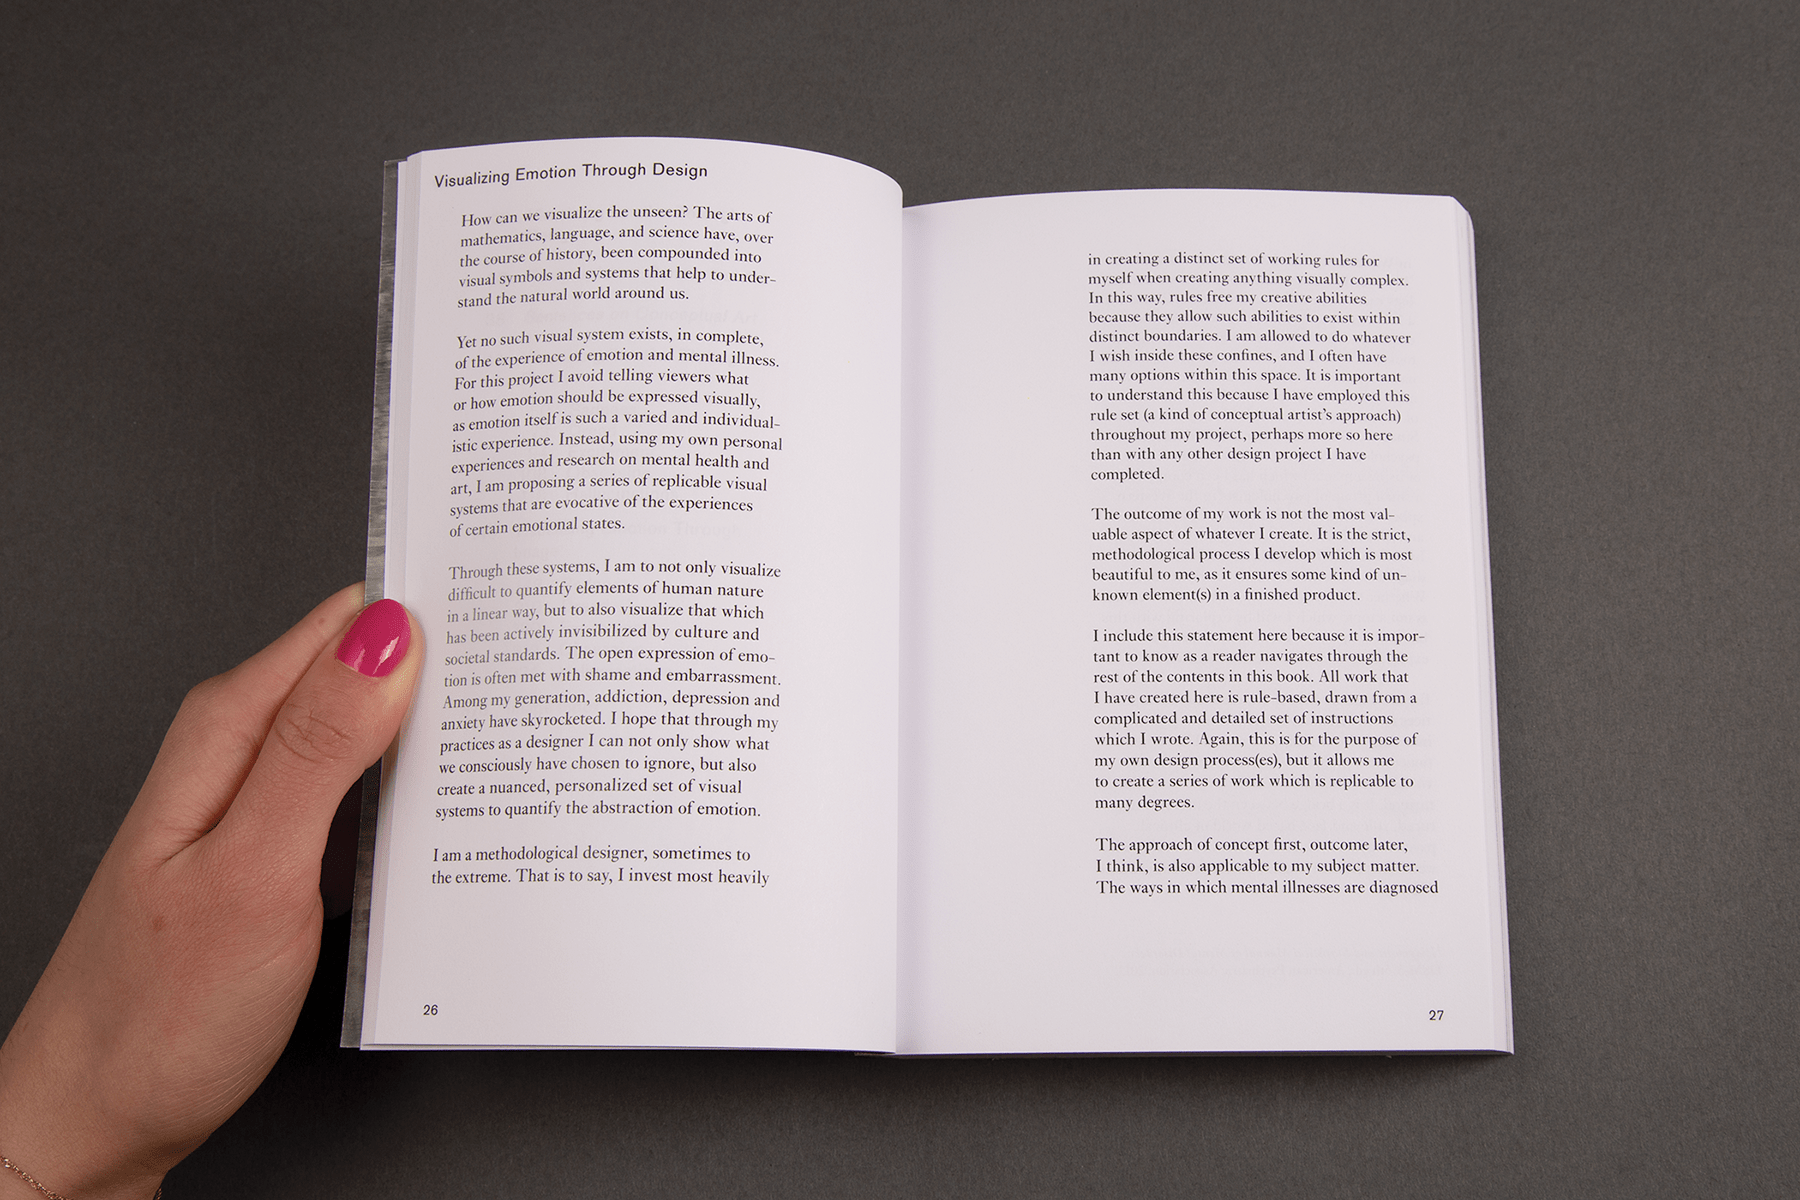 Visualizing Emotion Through Design
How can we visualize the unseen? The arts of
mathematics, language, and science have, over
the course of history, been compounded into
visual symbols and systems that help to under-
stand the natural world around us.
Yet no such visual system exists, in complete,
of the experience of emotion and mental illness.
For this project I avoid telling viewers what
or how emotion should be expressed visually,
as emotion itself is such a varied and individual-
istic experience. Instead, using my own personal
experiences and research on mental health and
art, I am proposing a series of replicable visual
systems that are evocative of the experiences
of certain emotional states.
Through these systems, I am to not only visualize
difficult to quantify elements of human nature
in a linear way, but to also visualize that which
has been actively invisibilized by culture and
societal standards. The open expression of emo-
tion is often met with shame and embarrassment.
Among my generation, addiction, depression and
anxiety have skyrocketed. I hope that through my
practices as a designer I can not only show what
we consciously have chosen to ignore, but also
create a nuanced, personalized set of visual
systems to quantify the abstraction of emotion.
I am a methodological designer, sometimes to
the extreme. That is to say, I invest most heavily
26
in creating a distinct set of working rules for
myself when creating anything visually complex.
In this way, rules free my creative abilities
because they allow such abilities to exist within
distinct boundaries. I am allowed to do whatever
I wish inside these confines, and I often have
many options within this space. It is important
to understand this because I have employed this
rule set (a kind of conceptual artist's approach)
throughout my project, perhaps more so here
than with any other design project I have
completed.
The outcome of my work is not the most val-
uable aspect of whatever I create. It is the strict,
methodological process I develop which is most
beautiful to me, as it ensures some kind of un-
known element(s) in a finished product.
I include this statement here because it is impor-
tant to know as a reader navigates through the
rest of the contents in this book. All work that
I have created here is rule-based, drawn from a
complicated and detailed set of instructions
which I wrote. Again, this is for the purpose of
my own design process(es), but it allows me
to create a series of work which is replicable to
many degrees.
The approach of concept first, outcome later,
I think, is also applicable to my subject matter.
The ways in which mental illnesses are diagnosed
27